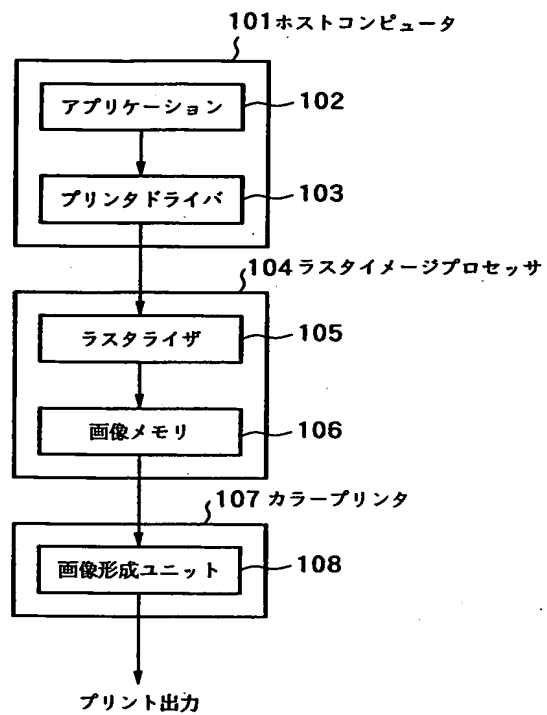 101ホストコンピュータ
アプリケーション
102
プリンタドライバ
103
104ラスタイメージプロセッサ
ラスタライザ
105
画像メモリ
106
107カラープリンタ
画像形成ユニット
108
プリント出力